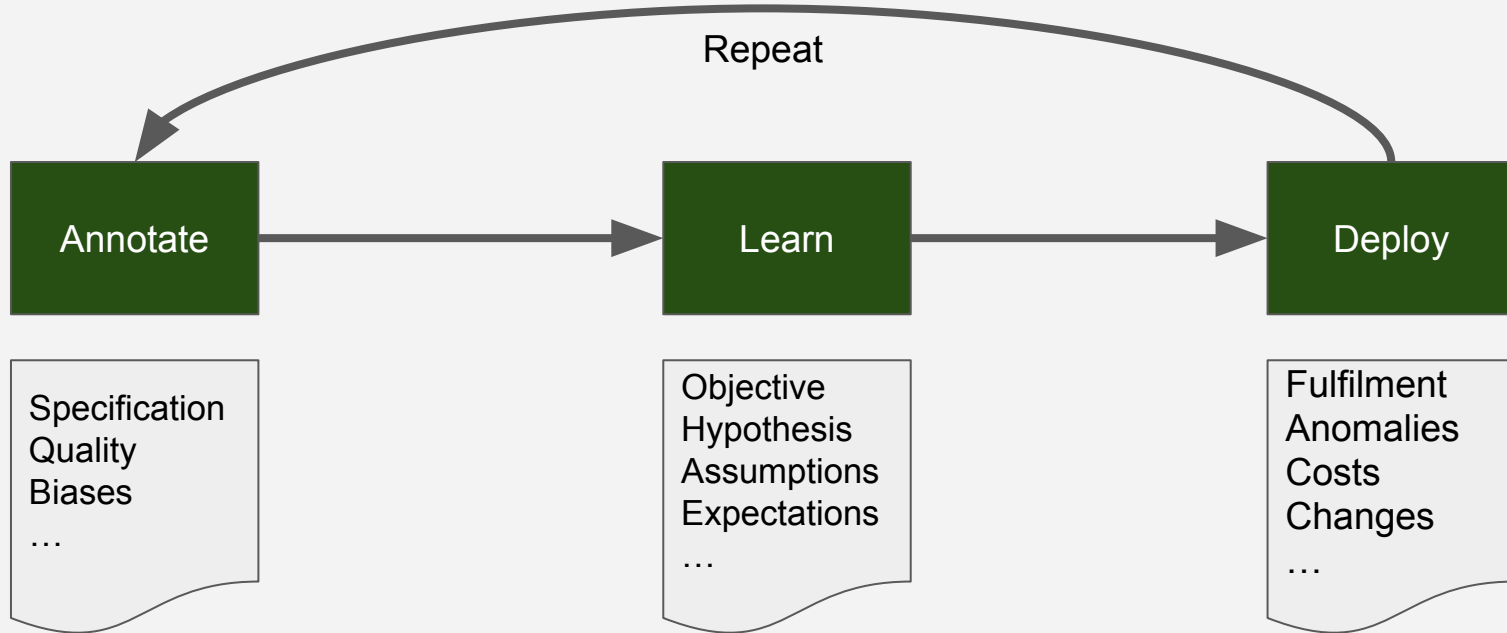 Repeat
Annotate
Learn
Deploy
Specification
Quality
Biases
…
Objective
Hypothesis
Assumptions
Expectations
…
Fulfilment
Anomalies
Costs
Changes
…